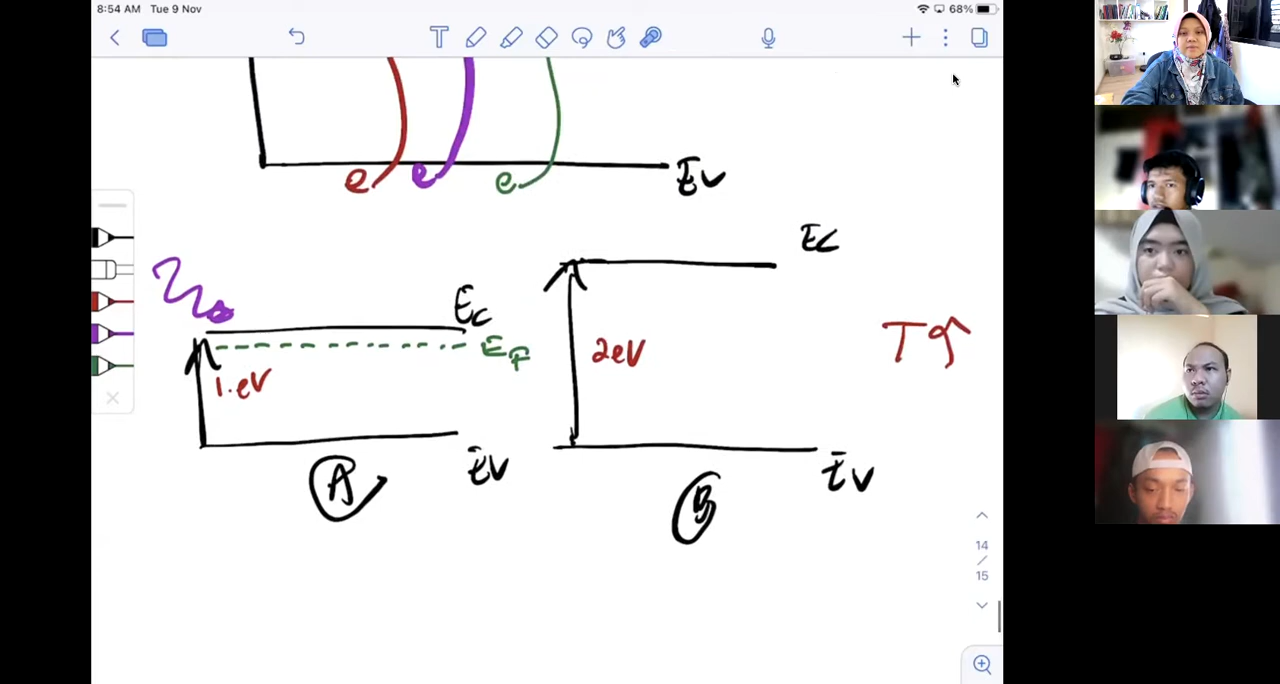 8:54 AM Tue 9 Nov
68%
T
e e e Ev
Ec
Ec
EF
1.eV
2eV
T↑
Ev
Ev
A
B
14
/
15